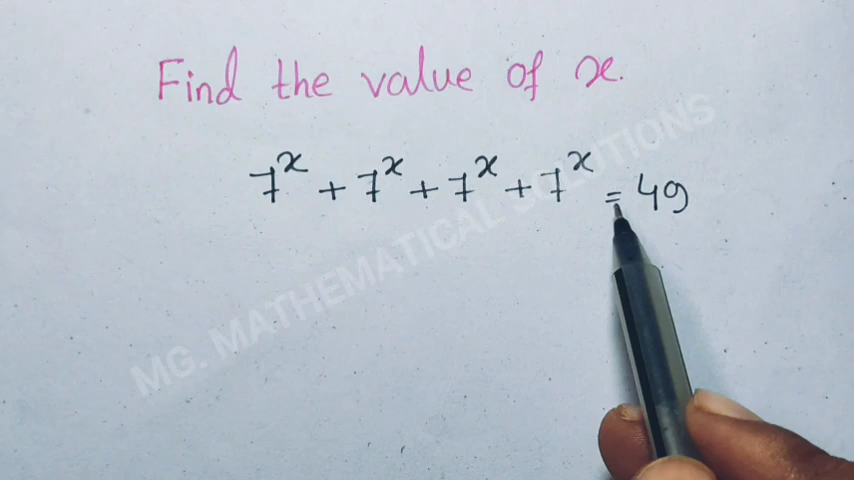 Find the value of x.
7^x + 7^x + 7^x + 7^x = 49
MG. MATHEMATICAL SOLUTIONS